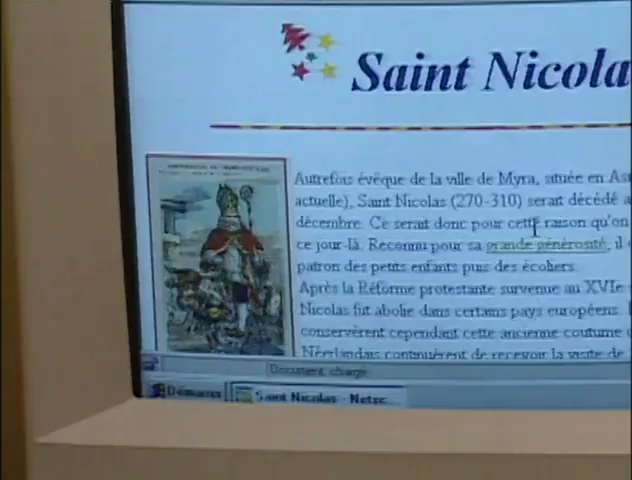 Saint Nicola
Autrefois évêque de la ville de Myra, située en As
actuelle), Saint Nicolas (270-310) serait décédé a
décembre. Ce serait donc pour cette raison qu'on
ce jour-là. Reconnu pour sa grande générosité, il
patron des petits enfants puis des écoliers.
Après la Réforme protestante survenue au XVIe
Nicolas fut abolie dans certains pays européens.
conservèrent cependant cette ancienne coutume
Néerlandais continuèrent de recevoir la visite de
Document chargé
Démarrer Saint Nicolas - Netsc